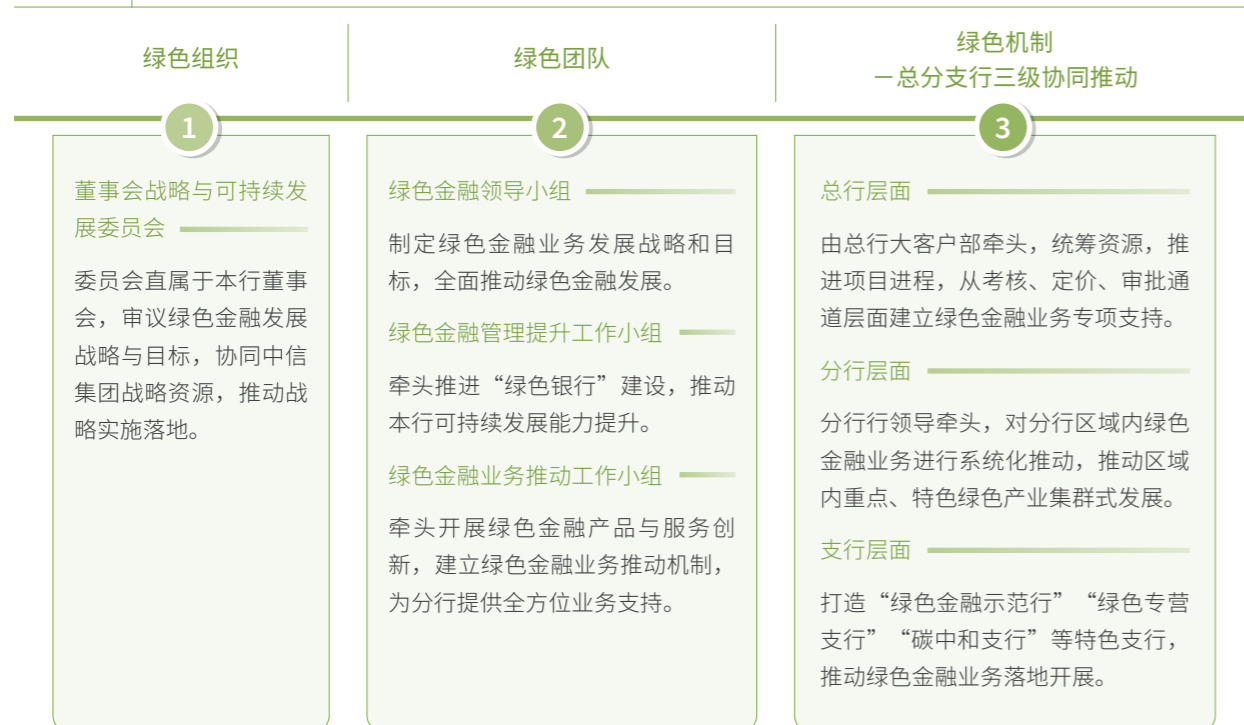 绿色组织
绿色团队
绿色机制
－总分支行三级协同推动
1
董事会战略与可持续发
展委员会
委员会直属于本行董事
会，审议绿色金融发展
战略与目标，协同中信
集团战略资源，推动战
略实施落地。
2
绿色金融领导小组
制定绿色金融业务发展战略和目
标，全面推动绿色金融发展。
绿色金融管理提升工作小组
牵头推进“绿色银行”建设，推动
本行可持续发展能力提升。
绿色金融业务推动工作小组
牵头开展绿色金融产品与服务创
新，建立绿色金融业务推动机制，
为分行提供全方位业务支持。
3
总行层面
由总行大客户部牵头，统筹资源，推
进项目进程，从考核、定价、审批通
道层面建立绿色金融业务专项支持。
分行层面
分行行领导牵头，对分行区域内绿色
金融业务进行系统化推动，推动区域
内重点、特色绿色产业集群式发展。
支行层面
打造“绿色金融示范行”“绿色专营
支行”“碳中和支行”等特色支行，
推动绿色金融业务落地开展。